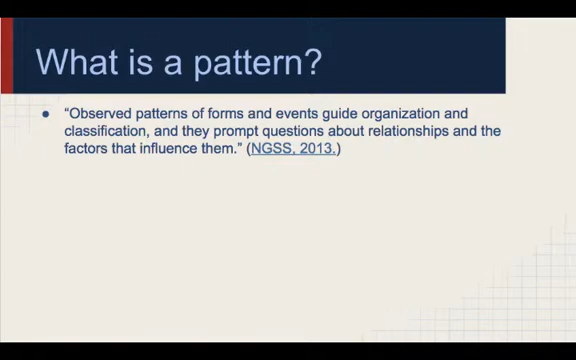 What is a pattern?
● “Observed patterns of forms and events guide organization and
classification, and they prompt questions about relationships and the
factors that influence them.” (NGSS, 2013.)